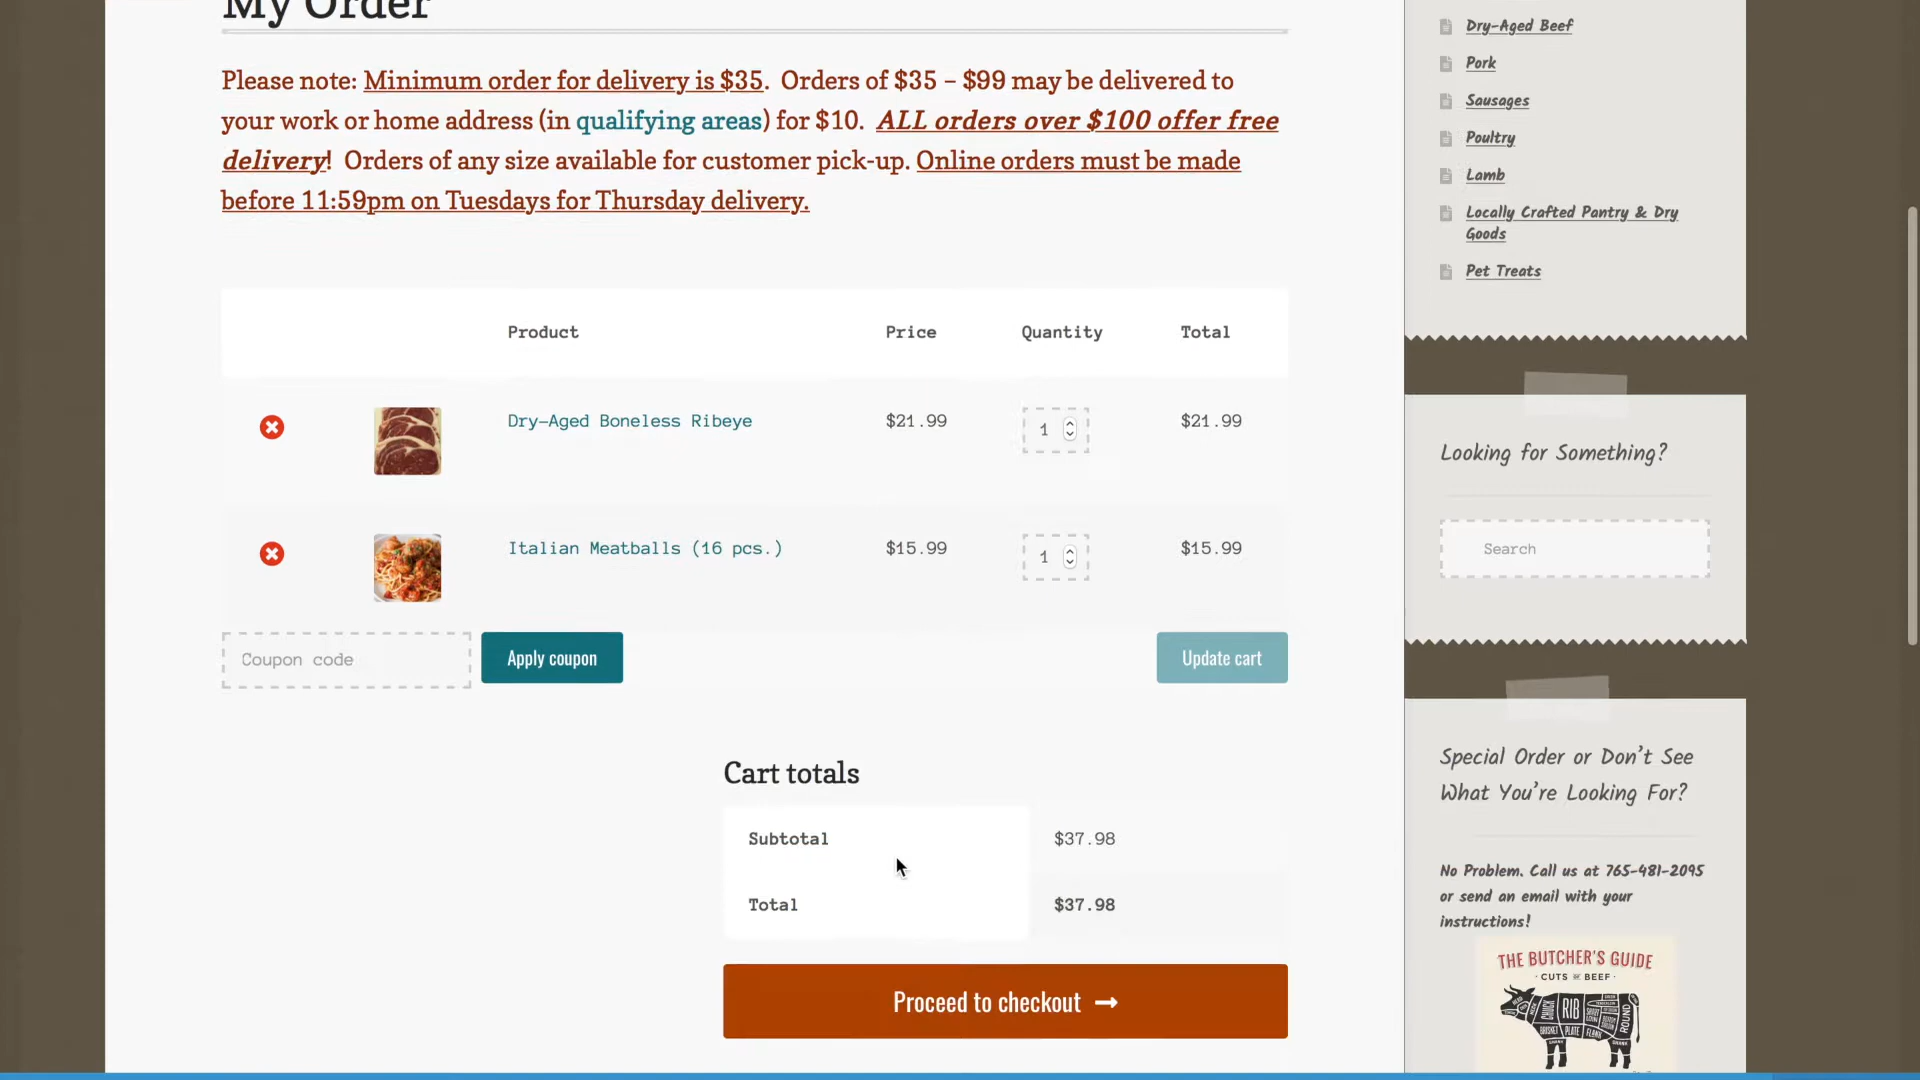 My Order
Please note: Minimum order for delivery is $35. Orders of $35 – $99 may be delivered to
your work or home address (in qualifying areas) for $10. ALL orders over $100 offer free
delivery! Orders of any size available for customer pick-up. Online orders must be made
before 11:59pm on Tuesdays for Thursday delivery.
Product Price Quantity Total
Dry-Aged Boneless Ribeye $21.99 1 $21.99
Italian Meatballs (16 pcs.) $15.99 1 $15.99
Coupon code Apply coupon Update cart
Cart totals
Subtotal $37.98
Total $37.98
Proceed to checkout →
Dry-Aged Beef
Pork
Sausages
Poultry
Lamb
Locally Crafted Pantry & Dry
Goods
Pet Treats
Looking for Something?
Search
Special Order or Don't See
What You're Looking For?
No Problem. Call us at 765-481-2095
or send an email with your
instructions!
THE BUTCHER'S GUIDE
· CUTS OF BEEF ·
CHUCK RIB ROUND
BRISKET PLATE FLANK